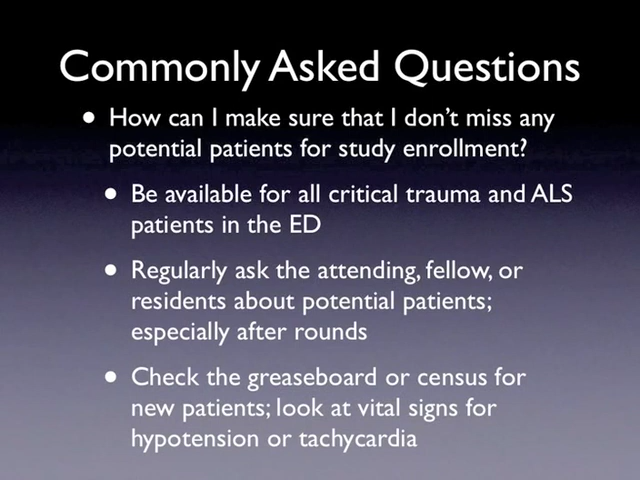 Commonly Asked Questions
• How can I make sure that I don't miss any
potential patients for study enrollment?
• Be available for all critical trauma and ALS
patients in the ED
• Regularly ask the attending, fellow, or
residents about potential patients;
especially after rounds
• Check the greaseboard or census for
new patients; look at vital signs for
hypotension or tachycardia